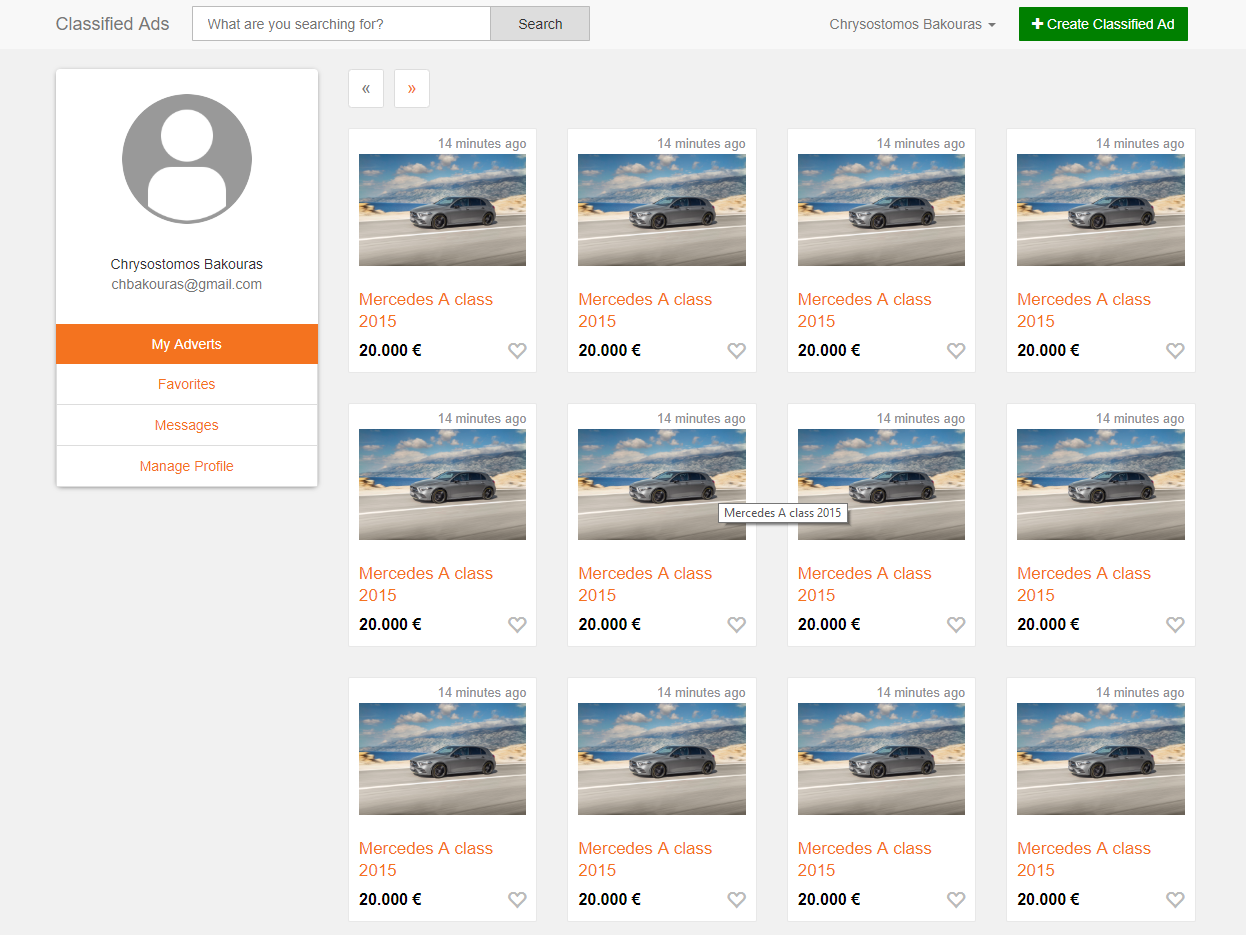 Classified Ads
What are you searching for?
Search
Chrysostomos Bakouras
Create Classified Ad
Chrysostomos Bakouras
chbakouras@gmail.com
My Adverts
Favorites
Messages
Manage Profile
« »
14 minutes ago
Mercedes A class
2015
20.000 €
14 minutes ago
Mercedes A class
2015
20.000 €
14 minutes ago
Mercedes A class
2015
20.000 €
14 minutes ago
Mercedes A class
2015
20.000 €
14 minutes ago
Mercedes A class
2015
20.000 €
14 minutes ago
Mercedes A class 2015
Mercedes A class
2015
20.000 €
14 minutes ago
Mercedes A class
2015
20.000 €
14 minutes ago
Mercedes A class
2015
20.000 €
14 minutes ago
Mercedes A class
2015
20.000 €
14 minutes ago
Mercedes A class
2015
20.000 €
14 minutes ago
Mercedes A class
2015
20.000 €
14 minutes ago
Mercedes A class
2015
20.000 €